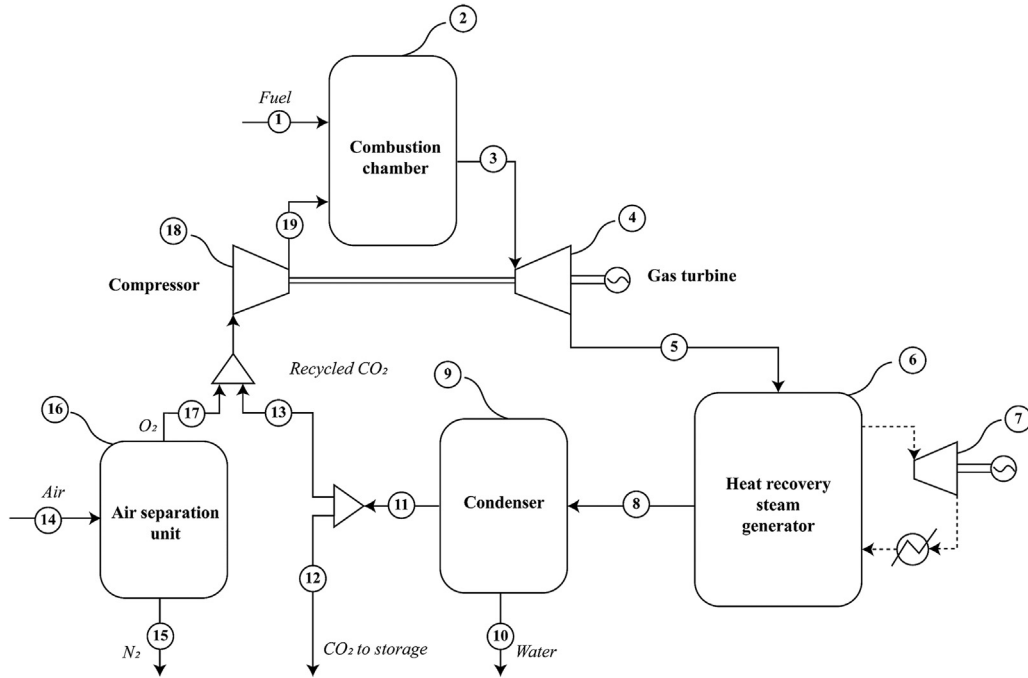 2
Fuel
1
Combustion
chamber
3
4
18
19
Compressor
Gas turbine
5
6
Recycled CO₂
9
16
O₂
17
13
7
Air
14
Air separation
unit
11
Condenser
8
Heat recovery
steam
generator
12
15
N₂
CO₂ to storage
10
Water